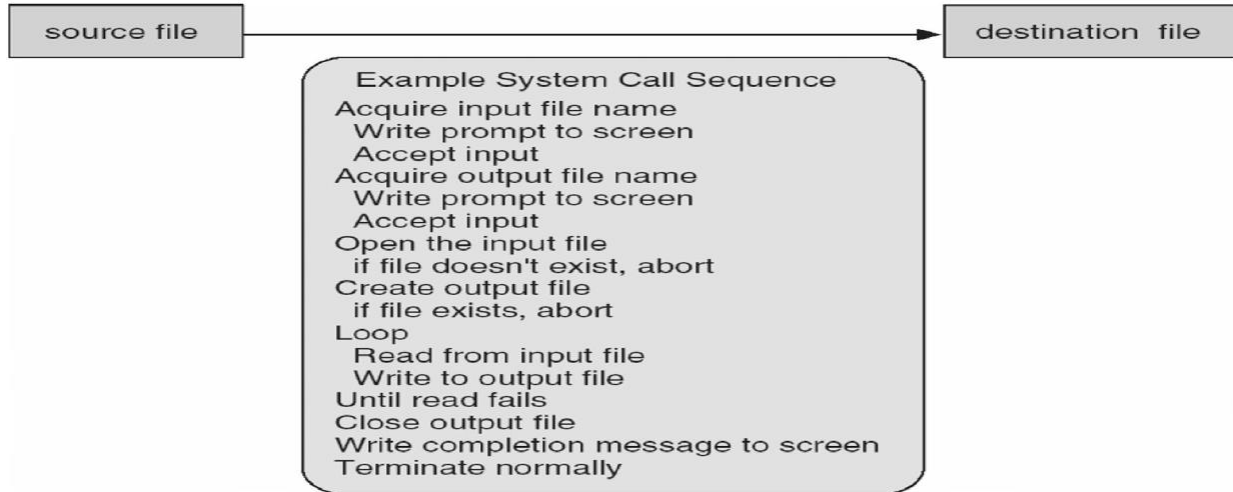 source file
destination file
Example System Call Sequence
Acquire input file name
Write prompt to screen
Accept input
Acquire output file name
Write prompt to screen
Accept input
Open the input file
if file doesn't exist, abort
Create output file
if file exists, abort
Loop
Read from input file
Write to output file
Until read fails
Close output file
Write completion message to screen
Terminate normally